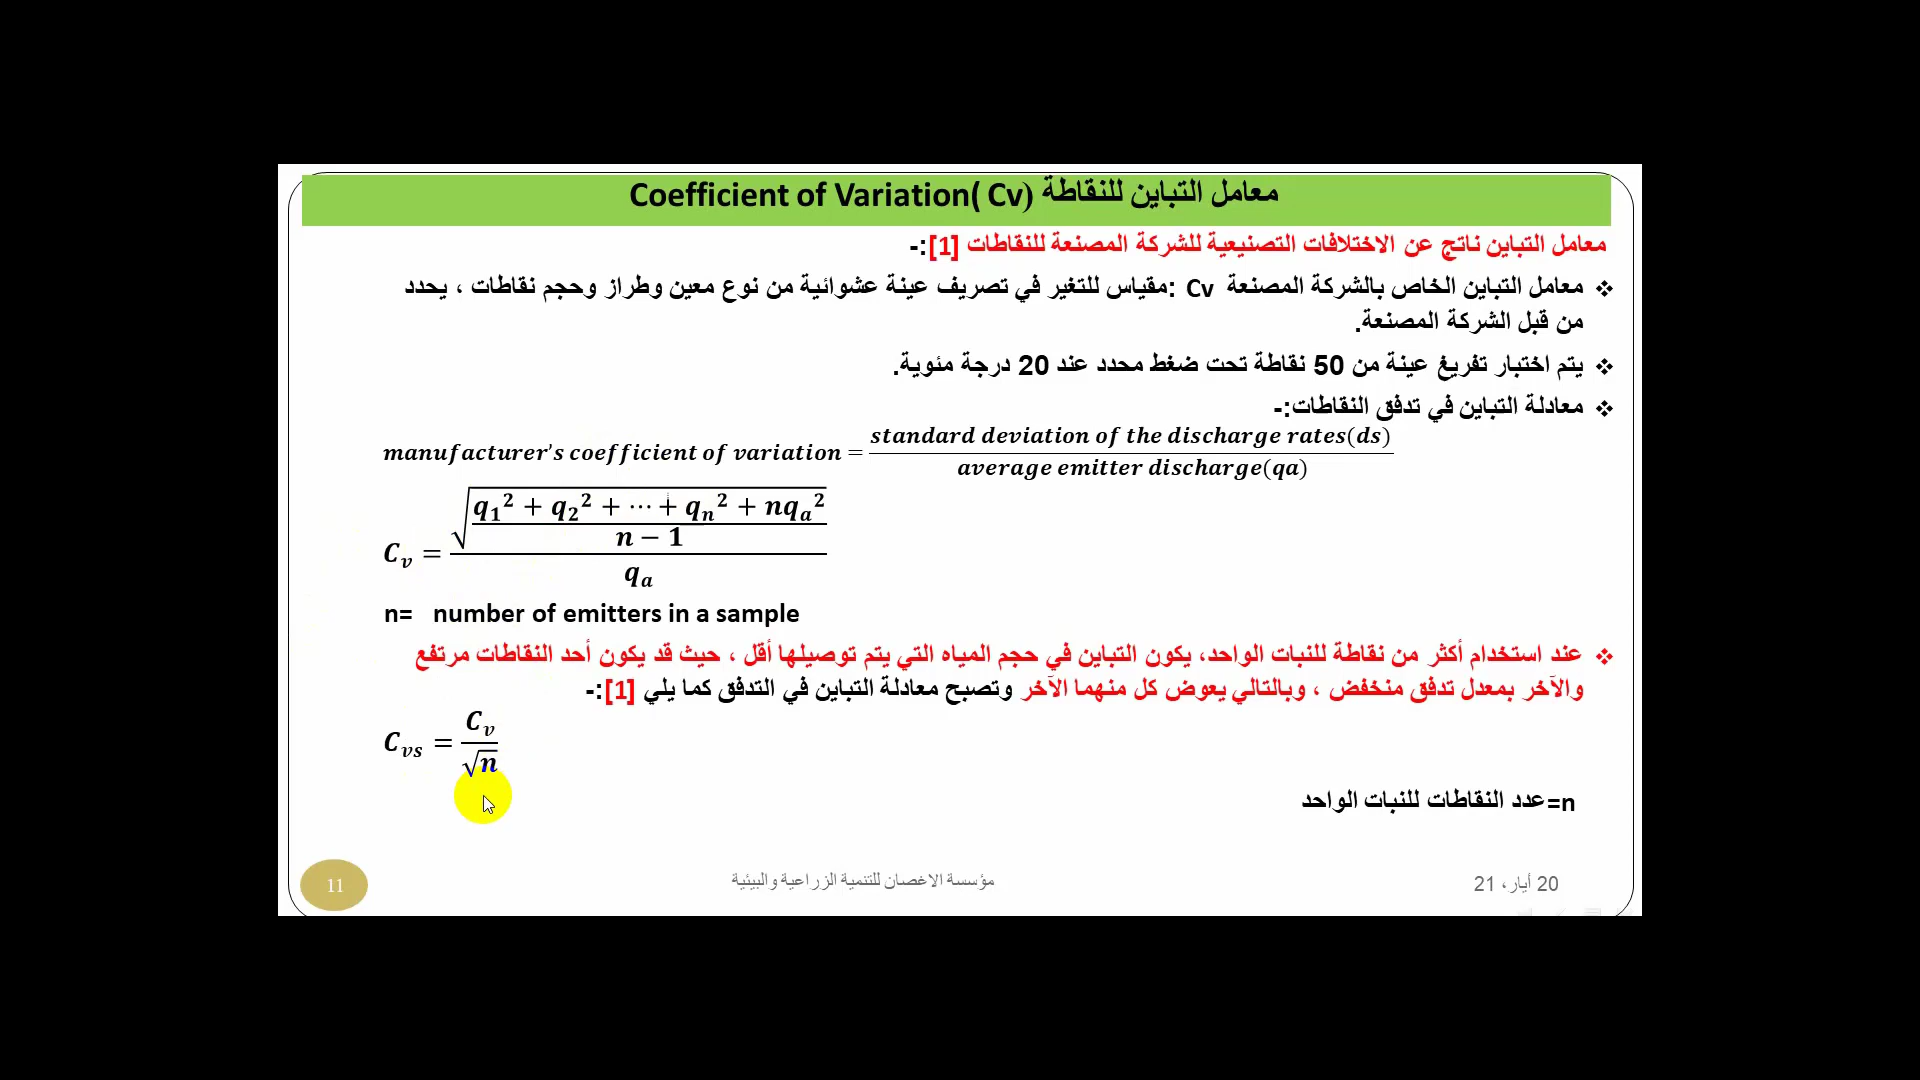 معامل التباين للنقاطة Coefficient of Variation( Cv)
معامل التباين ناتج عن الاختلافات التصنيعية للشركة المصنعة للنقاطات [1]:-
❖ معامل التباين الخاص بالشركة المصنعة Cv :مقياس للتغير في تصريف عينة عشوائية من نوع معين وطراز وحجم نقاطات ، يحدد
من قبل الشركة المصنعة.
❖ يتم اختبار تفريغ عينة من 50 نقاطة تحت ضغط محدد عند 20 درجة مئوية.
❖ معادلة التباين في تدفق النقاطات:-
manufacturer's coefficient of variation = standard deviation of the discharge rates(ds) / average emitter discharge(qa)
Cᵥ = √((q₁² + q₂² + ⋯ + qₙ² + nqₐ²) / (n − 1)) / qₐ
n= number of emitters in a sample
❖ عند استخدام أكثر من نقاطة للنبات الواحد، يكون التباين في حجم المياه التي يتم توصيلها أقل ، حيث قد يكون أحد النقاطات مرتفع
والآخر بمعدل تدفق منخفض ، وبالتالي يعوض كل منهما الآخر وتصبح معادلة التباين في التدفق كما يلي [1]:-
Cᵥₛ = Cᵥ / √n
n=عدد النقاطات للنبات الواحد
20 أيار، 21
مؤسسة الاغصان للتنمية الزراعية والبيئية
11